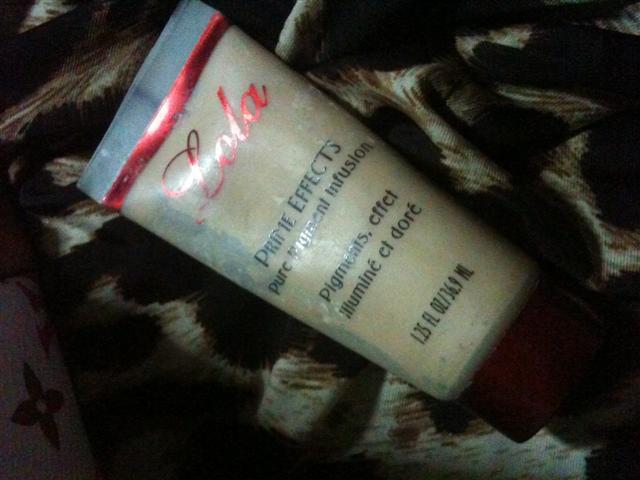 Lola
PRIME EFFECTS
Pure Pigment Infusion
Pigments, effet
illuminé et doré
1.25 FL OZ/36.9 ML